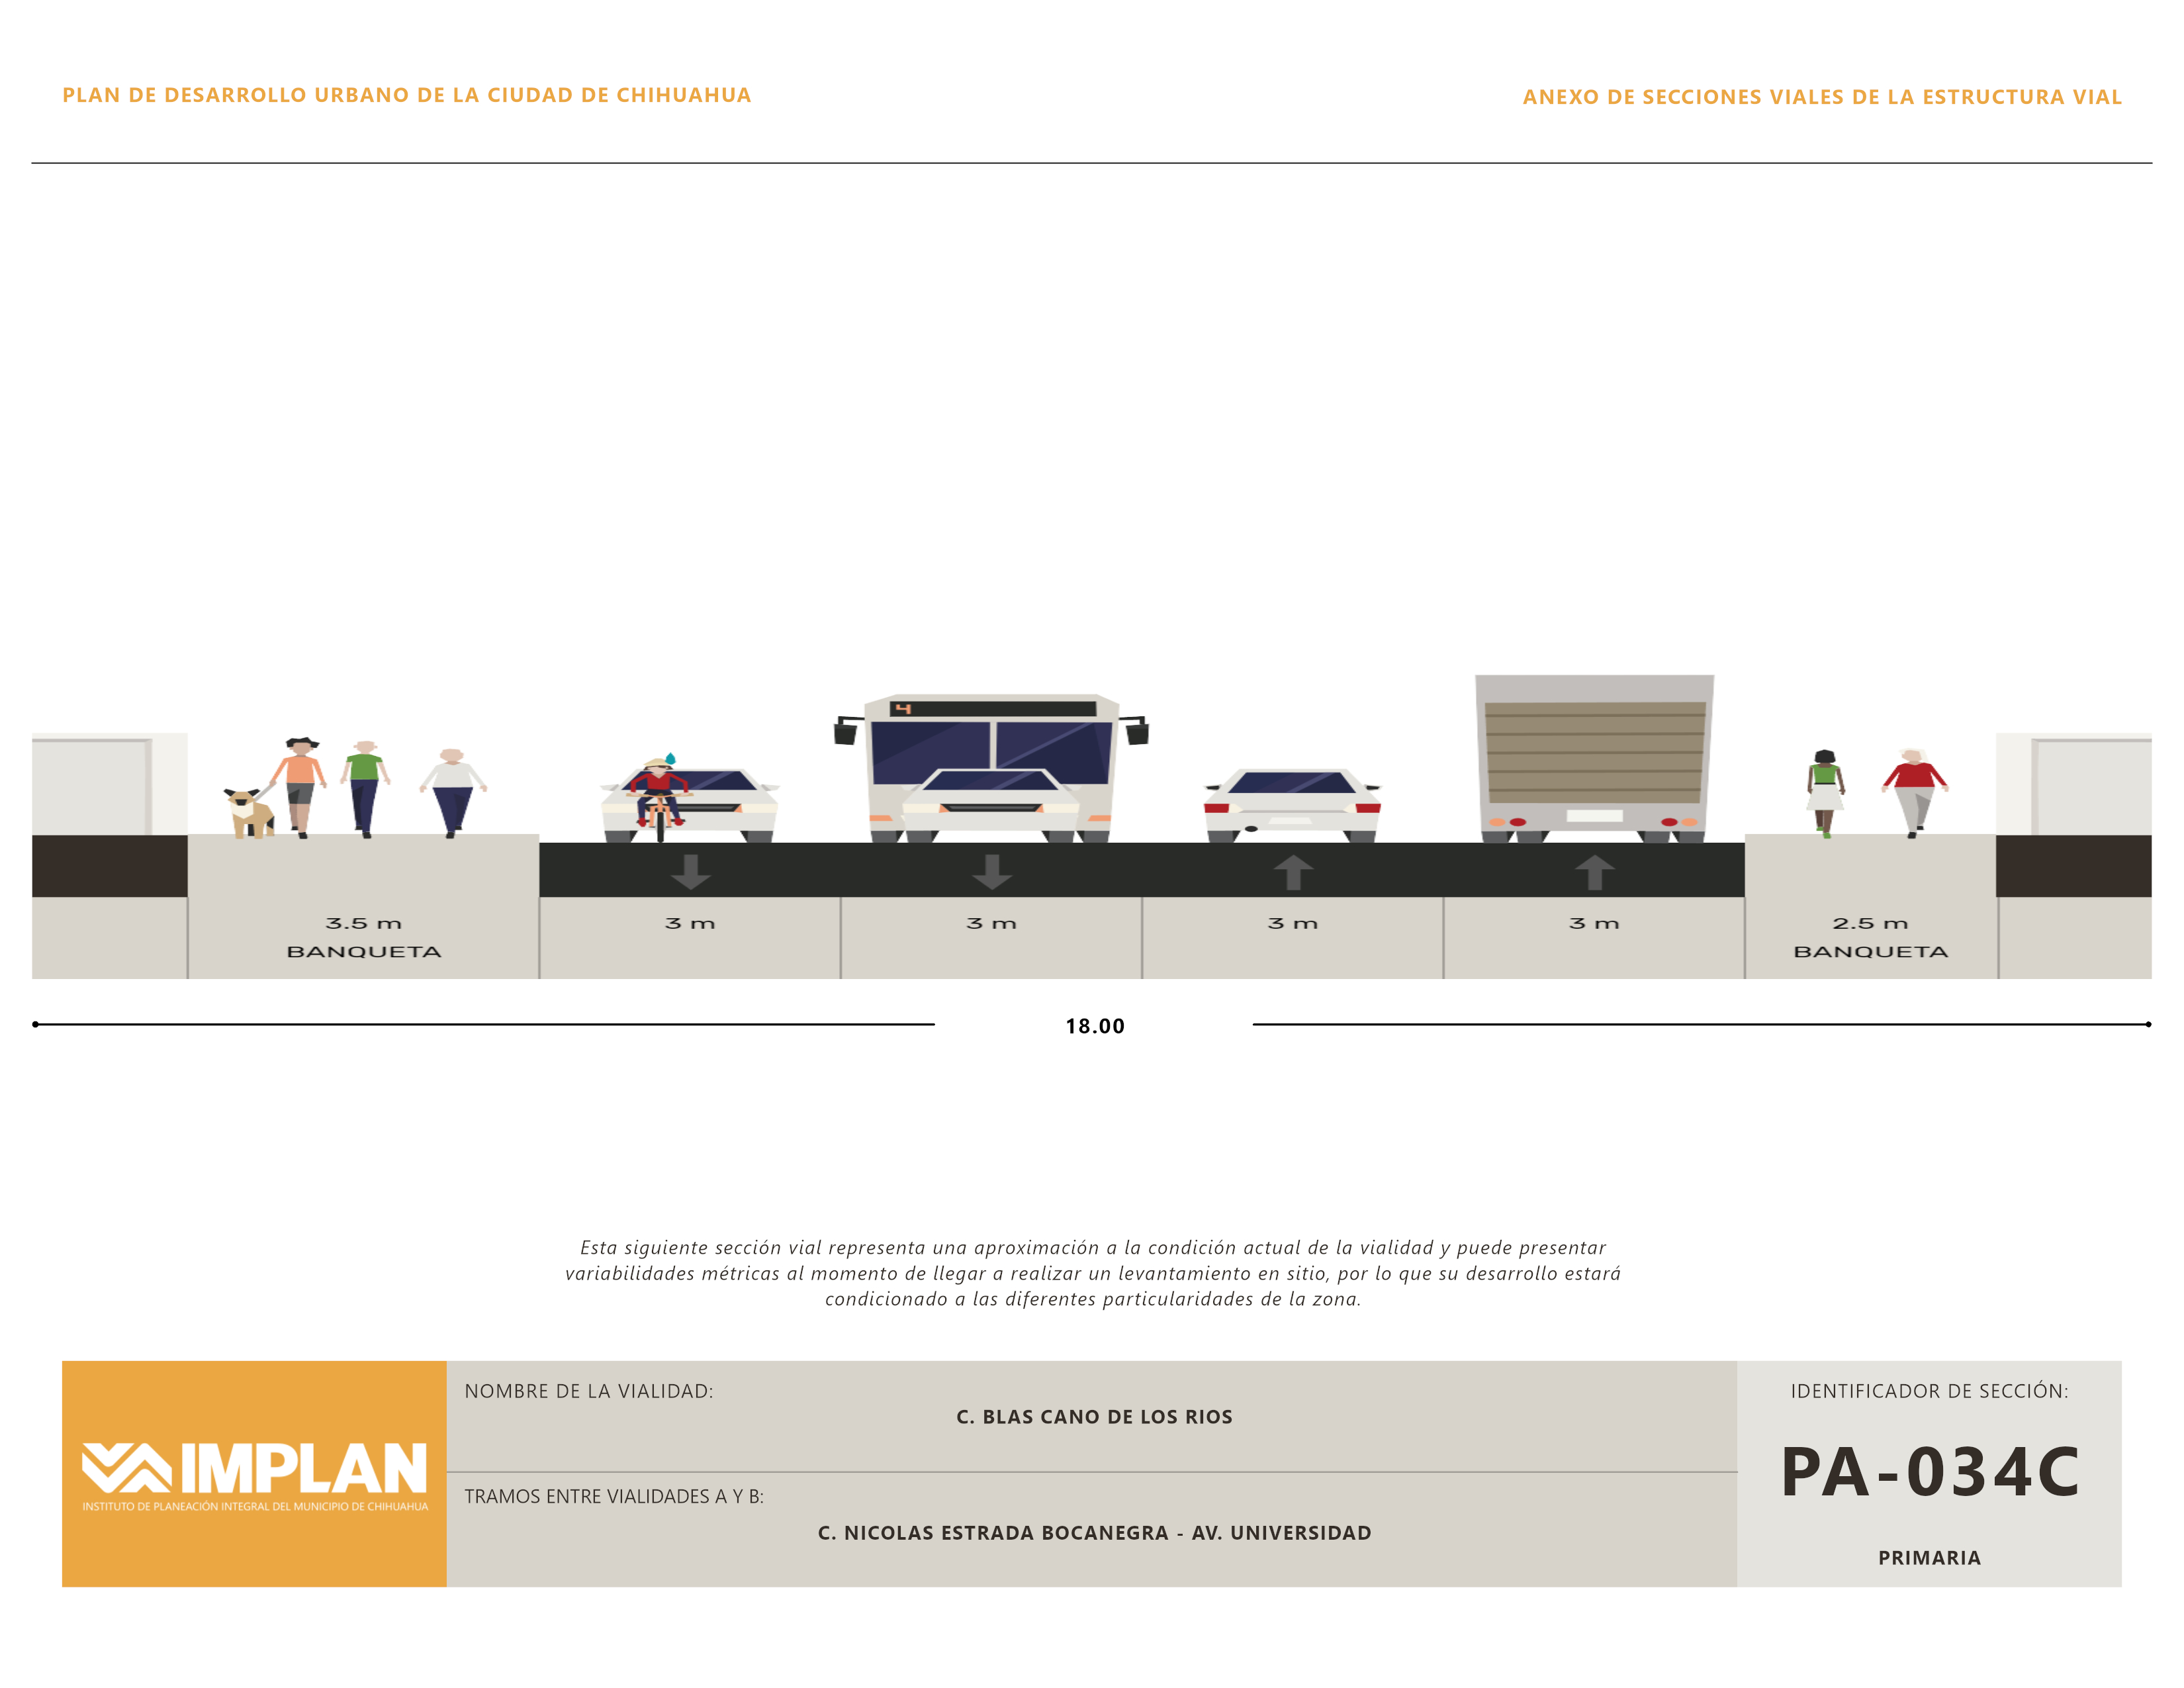 PLAN DE DESARROLLO URBANO DE LA CIUDAD DE CHIHUAHUA
ANEXO DE SECCIONES VIALES DE LA ESTRUCTURA VIAL
4
3.5 m
BANQUETA
3 m
3 m
3 m
3 m
2.5 m
BANQUETA
18.00
Esta siguiente sección vial representa una aproximación a la condición actual de la vialidad y puede presentar
variabilidades métricas al momento de llegar a realizar un levantamiento en sitio, por lo que su desarrollo estará
condicionado a las diferentes particularidades de la zona.
IMPLAN
INSTITUTO DE PLANEACIÓN INTEGRAL DEL MUNICIPIO DE CHIHUAHUA
NOMBRE DE LA VIALIDAD:
C. BLAS CANO DE LOS RIOS
TRAMOS ENTRE VIALIDADES A Y B:
C. NICOLAS ESTRADA BOCANEGRA - AV. UNIVERSIDAD
IDENTIFICADOR DE SECCIÓN:
PA-034C
PRIMARIA